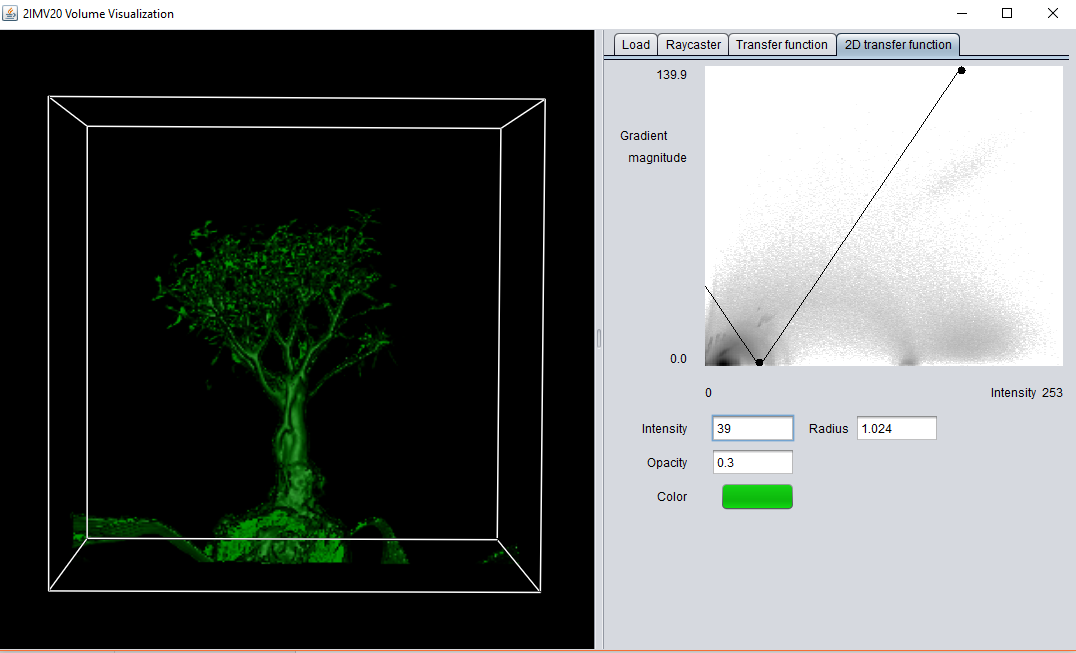 2IMV20 Volume Visualization
Load Raycaster Transfer function 2D transfer function
139.9
Gradient
magnitude
0.0
0 Intensity 253
Intensity 39 Radius 1.024
Opacity 0.3
Color